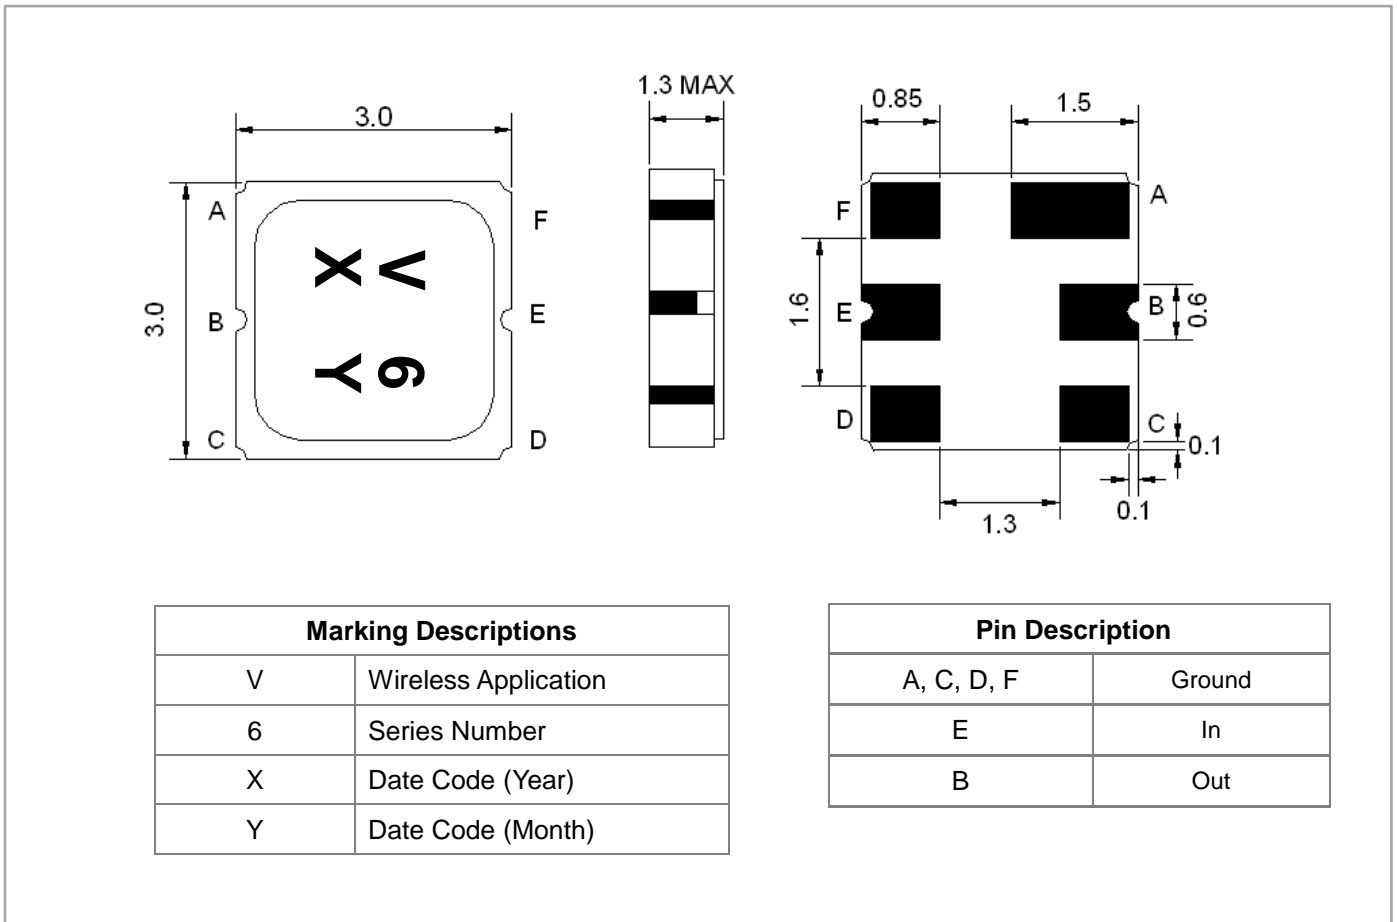 1.3 MAX
3.0
0.85
1.5
A
F
F
A
V
X
3.0
B
E
1.6
E
B
0.6
6
Y
C
D
D
C
0.1
1.3
0.1
Marking Descriptions
V Wireless Application
6 Series Number
X Date Code (Year)
Y Date Code (Month)
Pin Description
A, C, D, F Ground
E In
B Out